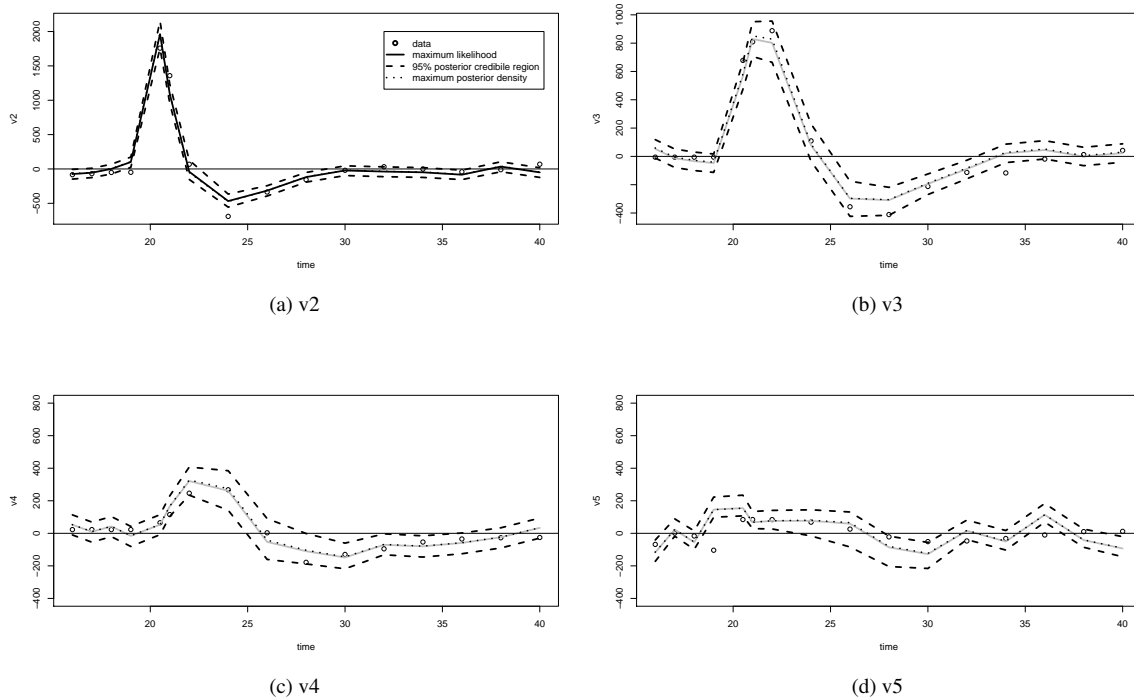 2000
1500
1000
500
0
−500
v2
data
maximum likelihood
95% posterior credibile region
maximum posterior density
20 25 30 35 40
time
(a) v2
1000
800
600
400
200
0
−400
v3
20 25 30 35 40
time
(b) v3
800
600
400
200
0
−200
−400
v4
20 25 30 35 40
time
(c) v4
800
600
400
200
0
−200
−400
v5
20 25 30 35 40
time
(d) v5